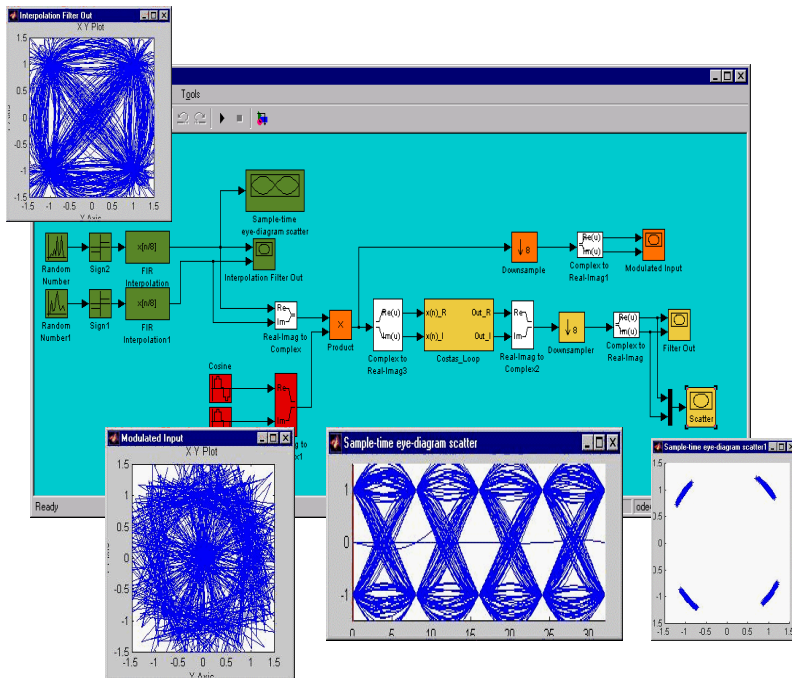 Interpolation Filter Out
X Y Plot
1.5
1
0.5
0
-0.5
-1
-1.5
-1.5 -1 -0.5 0 0.5 1 1.5
Y Axis
Tools
Sample-time
eye-diagram scatter
x[n/8]
Random
Number
Sign2
FIR
Interpolation
Interpolation Filter Out
x[n/8]
Random
Number1
Sign1
FIR
Interpolation1
Re
Im
Real-Imag to
Complex
X
Product
Re(u)
Im(u)
Complex to
Real-Imag3
x(n)_R Out_R
x(n)_I Out_I
Costas_Loop
Re
Im
Real-Imag to
Complex2
8
Downsample
Re(u)
Im(u)
Complex to
Real-Imag1
Modulated Input
8
Downsampler
Re(u)
Im(u)
Complex to
Real-Imag
Filter Out
Scatter
Cosine
Re
Im
Ready
Modulated Input
X Y Plot
1.5
1
0.5
0
-0.5
-1
-1.5
-1.5 -1 -0.5 0 0.5 1 1.5
Sample-time eye-diagram scatter
1
0
-1
0 5 10 15 20 25 30
Sample-time eye-diagram scatter1
1.5
1
0.5
0
-0.5
-1
-1.5
-1.5 -1 -0.5 0 0.5 1 1.5